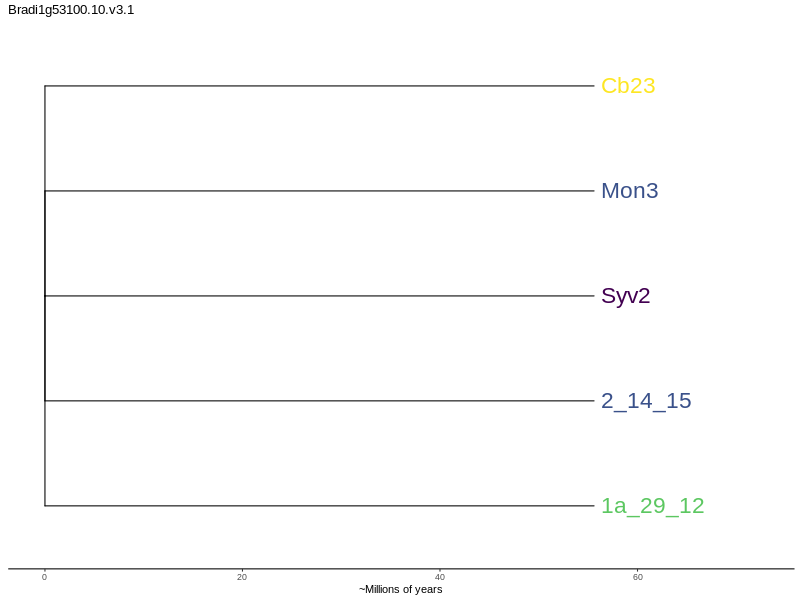 Bradi1g53100.10.v3.1
Cb23
Mon3
Syv2
2_14_15
1a_29_12
0 20 40 60
~Millions of years